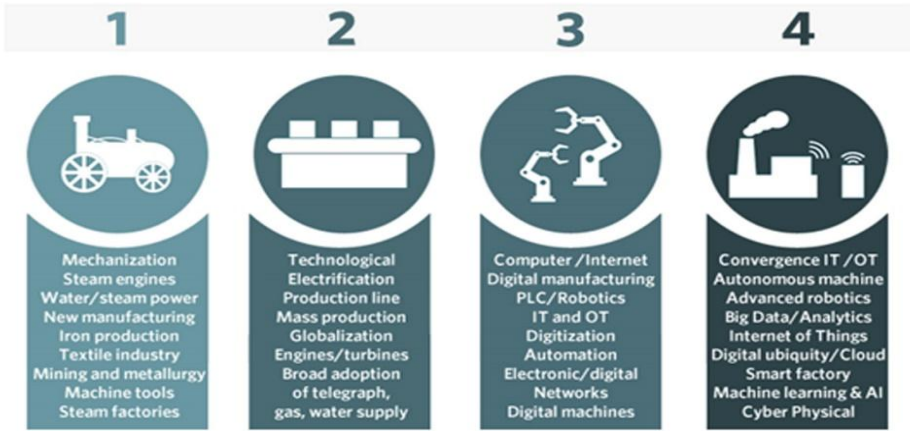 1
2
3
4
Mechanization
Steam engines
Water/steam power
New manufacturing
Iron production
Textile industry
Mining and metallurgy
Machine tools
Steam factories
Technological
Electrification
Production line
Mass production
Globalization
Engines/turbines
Broad adoption
of telegraph,
gas, water supply
Computer /Internet
Digital manufacturing
PLC/Robotics
IT and OT
Digitization
Automation
Electronic/digital
Networks
Digital machines
Convergence IT /OT
Autonomous machine
Advanced robotics
Big Data/Analytics
Internet of Things
Digital ubiquity/Cloud
Smart factory
Machine learning & AI
Cyber Physical